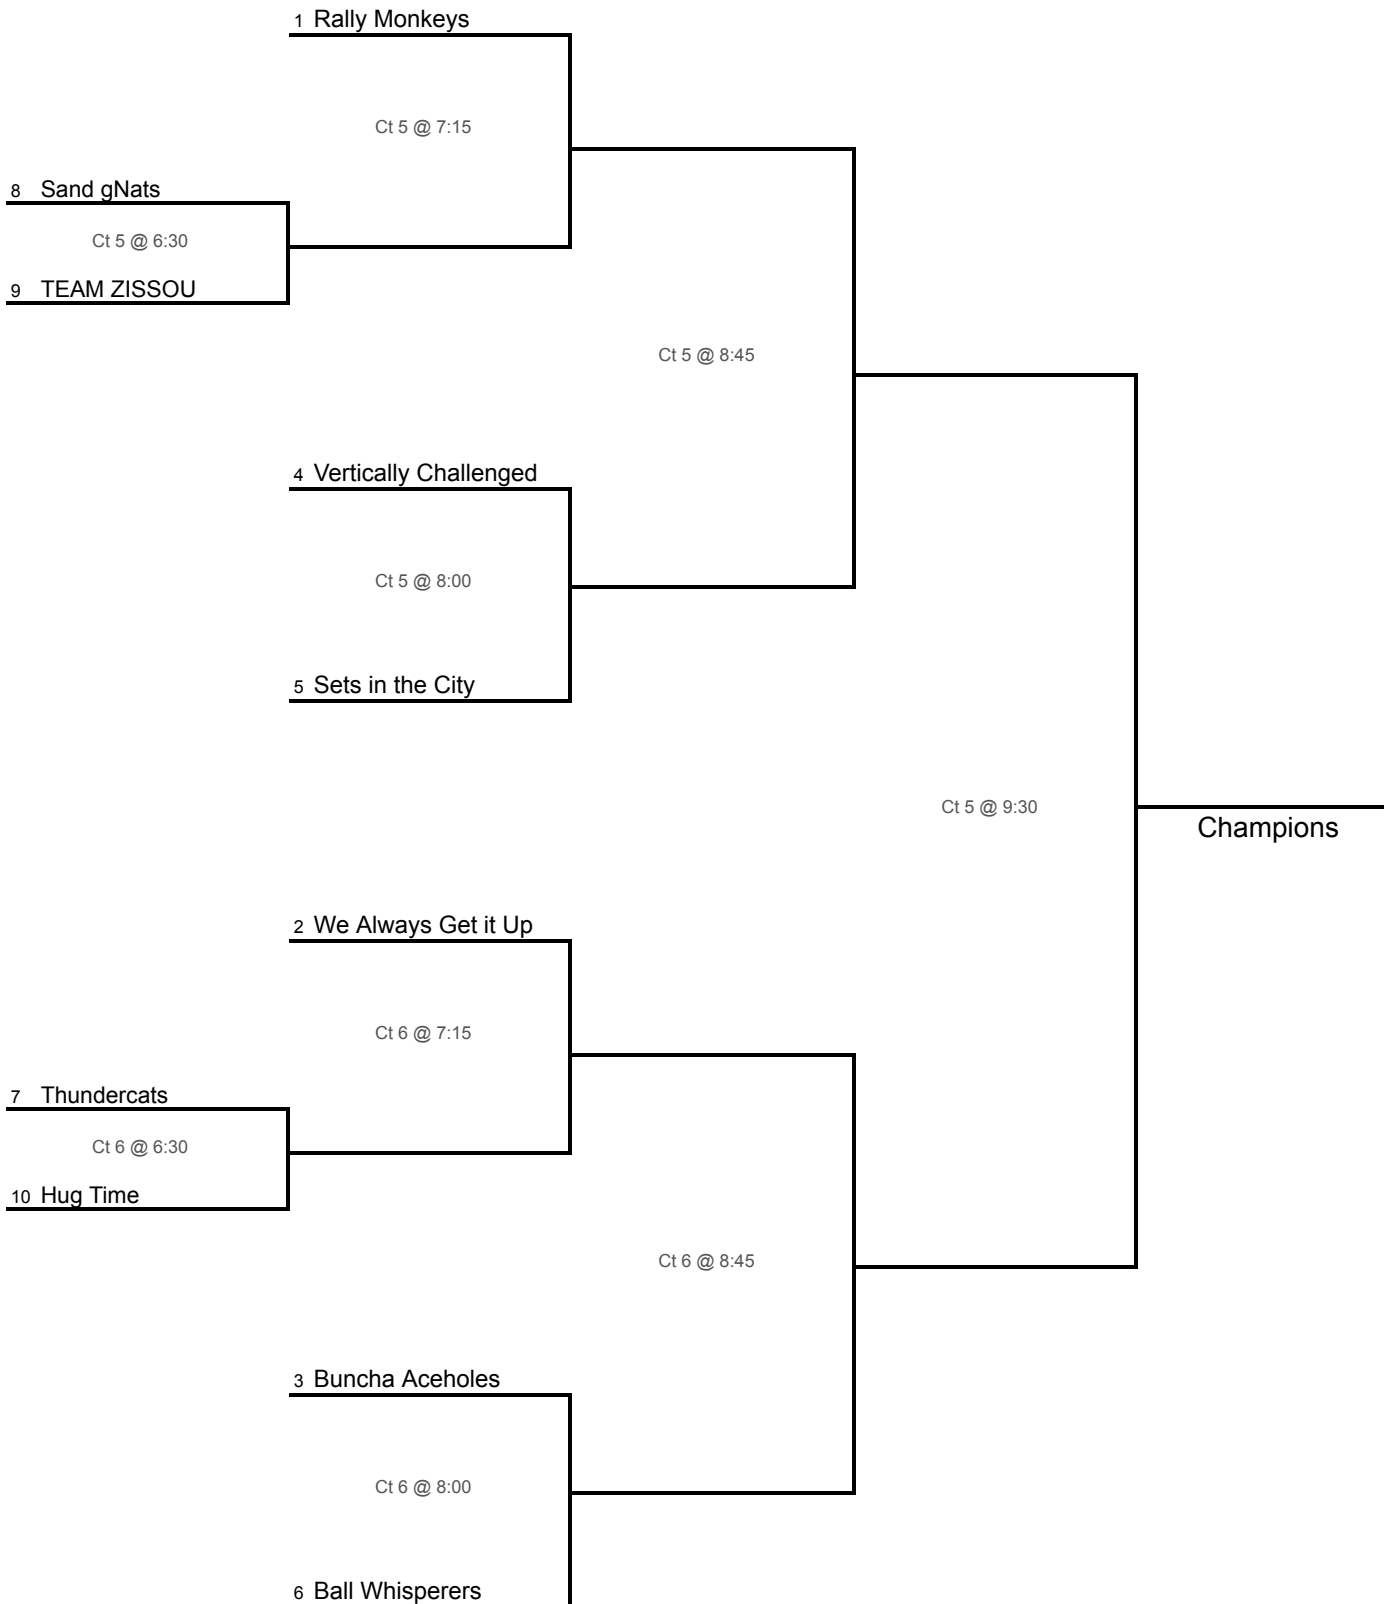 1 Rally Monkeys
Ct 5 @ 7:15
8 Sand gNats
Ct 5 @ 6:30
9 TEAM ZISSOU
Ct 5 @ 8:45
4 Vertically Challenged
Ct 5 @ 8:00
5 Sets in the City
Ct 5 @ 9:30
Champions
2 We Always Get it Up
Ct 6 @ 7:15
7 Thundercats
Ct 6 @ 6:30
10 Hug Time
Ct 6 @ 8:45
3 Buncha Aceholes
Ct 6 @ 8:00
6 Ball Whisperers